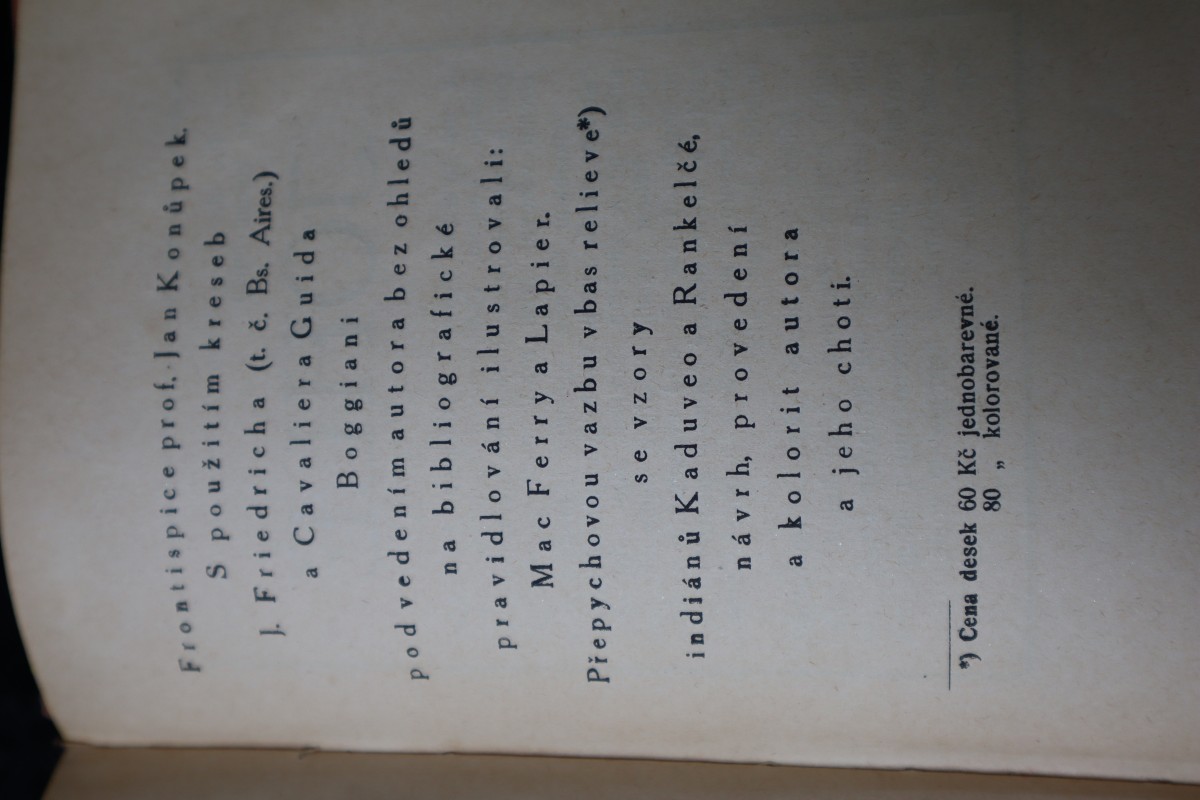 Frontispice prof. Jan Konůpek.
S použitím kreseb
J. Friedricha (t. č. Bs. Aires.)
a Cavaliera Guida
Boggiani
pod vedením autora bez ohledů
na bibliografické
pravidlování ilustrovali:
Mac Ferry a Lapier.
Přepychovou vazbu v bas relieve*)
se vzory
indiánů Kaduveo a Rankelčé,
návrh, provedení
a kolorit autora
a jeho choti.
*) Cena desek 60 Kč jednobarevné.
80 „ kolorované.